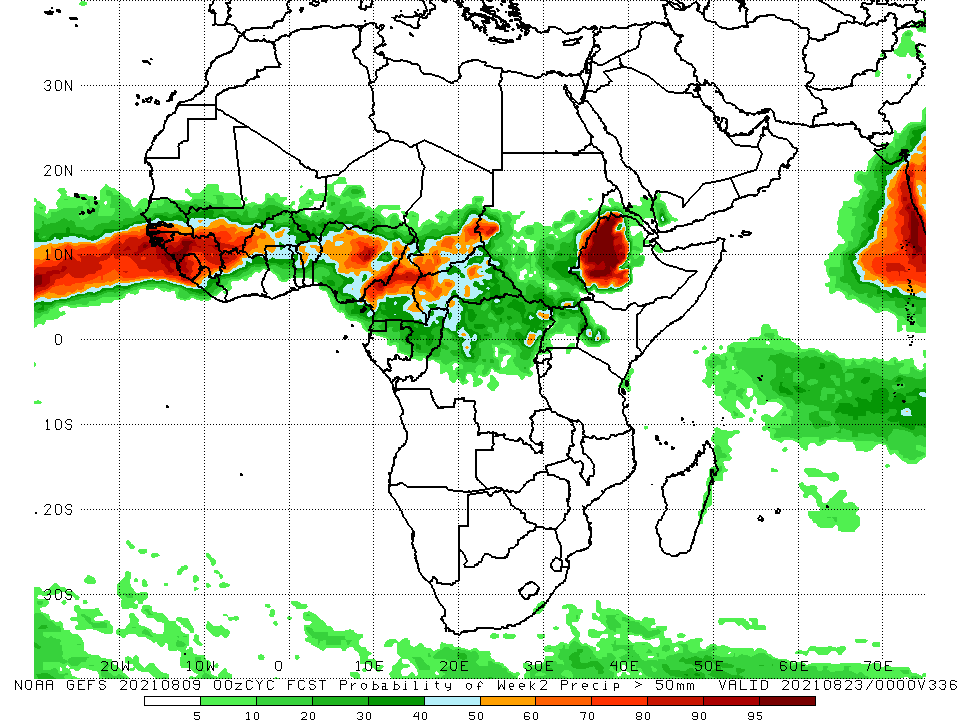 30N
20N
10N
0
10S
20S
30S
20W 10W 0 10E 20E 30E 40E 50E 60E 70E
NOAA GEFS 20210809 00zCYC FCST Probability of Week2 Precip > 50mm VALID 20210823/0000V336
5 10 20 30 40 50 60 70 80 90 95